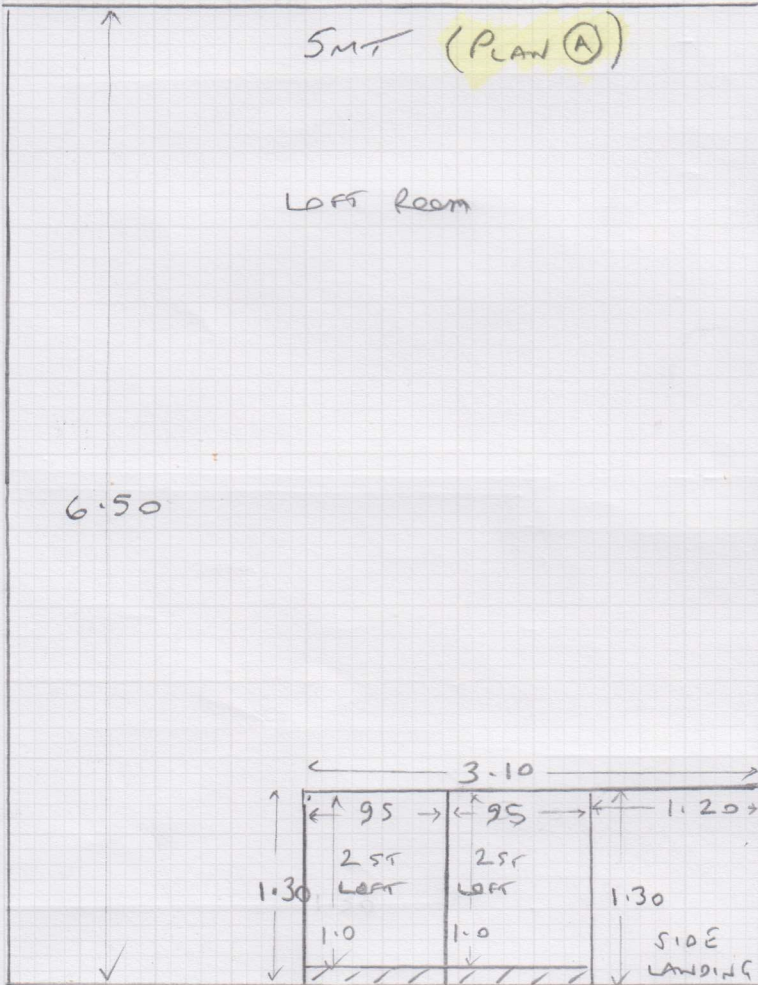 5MT (PLAN A)
LOFT ROOM
6.50
3.10
95 95 1.20
2ST 2ST
LOFT LOFT
1.30 1.30
1.0 1.0 SIDE
LANDING